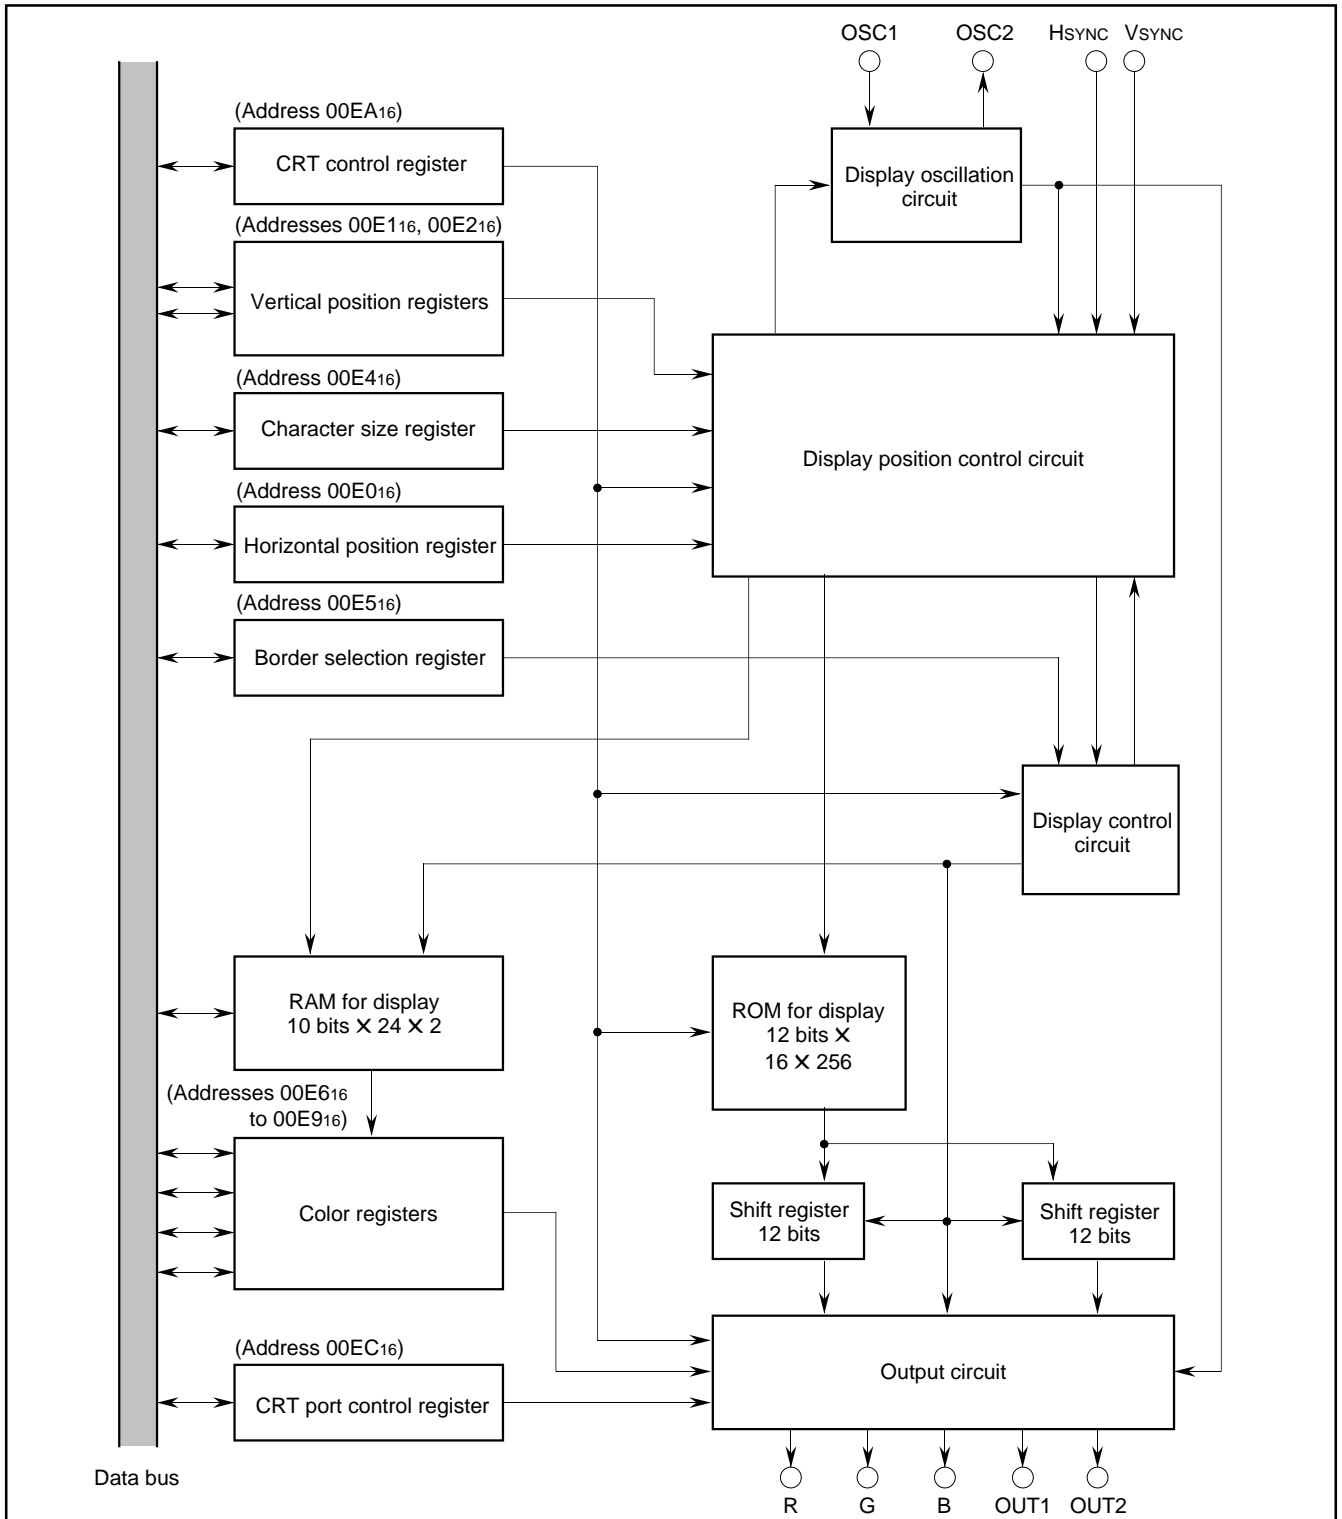 OSC1 OSC2 HSYNC VSYNC
(Address 00EA16)
CRT control register
Display oscillation
circuit
(Addresses 00E116, 00E216)
Vertical position registers
(Address 00E416)
Character size register
Display position control circuit
(Address 00E016)
Horizontal position register
(Address 00E516)
Border selection register
Display control
circuit
RAM for display
10 bits × 24 × 2
ROM for display
12 bits ×
16 × 256
(Addresses 00E616
to 00E916)
Color registers
Shift register
12 bits
Shift register
12 bits
(Address 00EC16)
CRT port control register
Output circuit
Data bus
R G B OUT1 OUT2